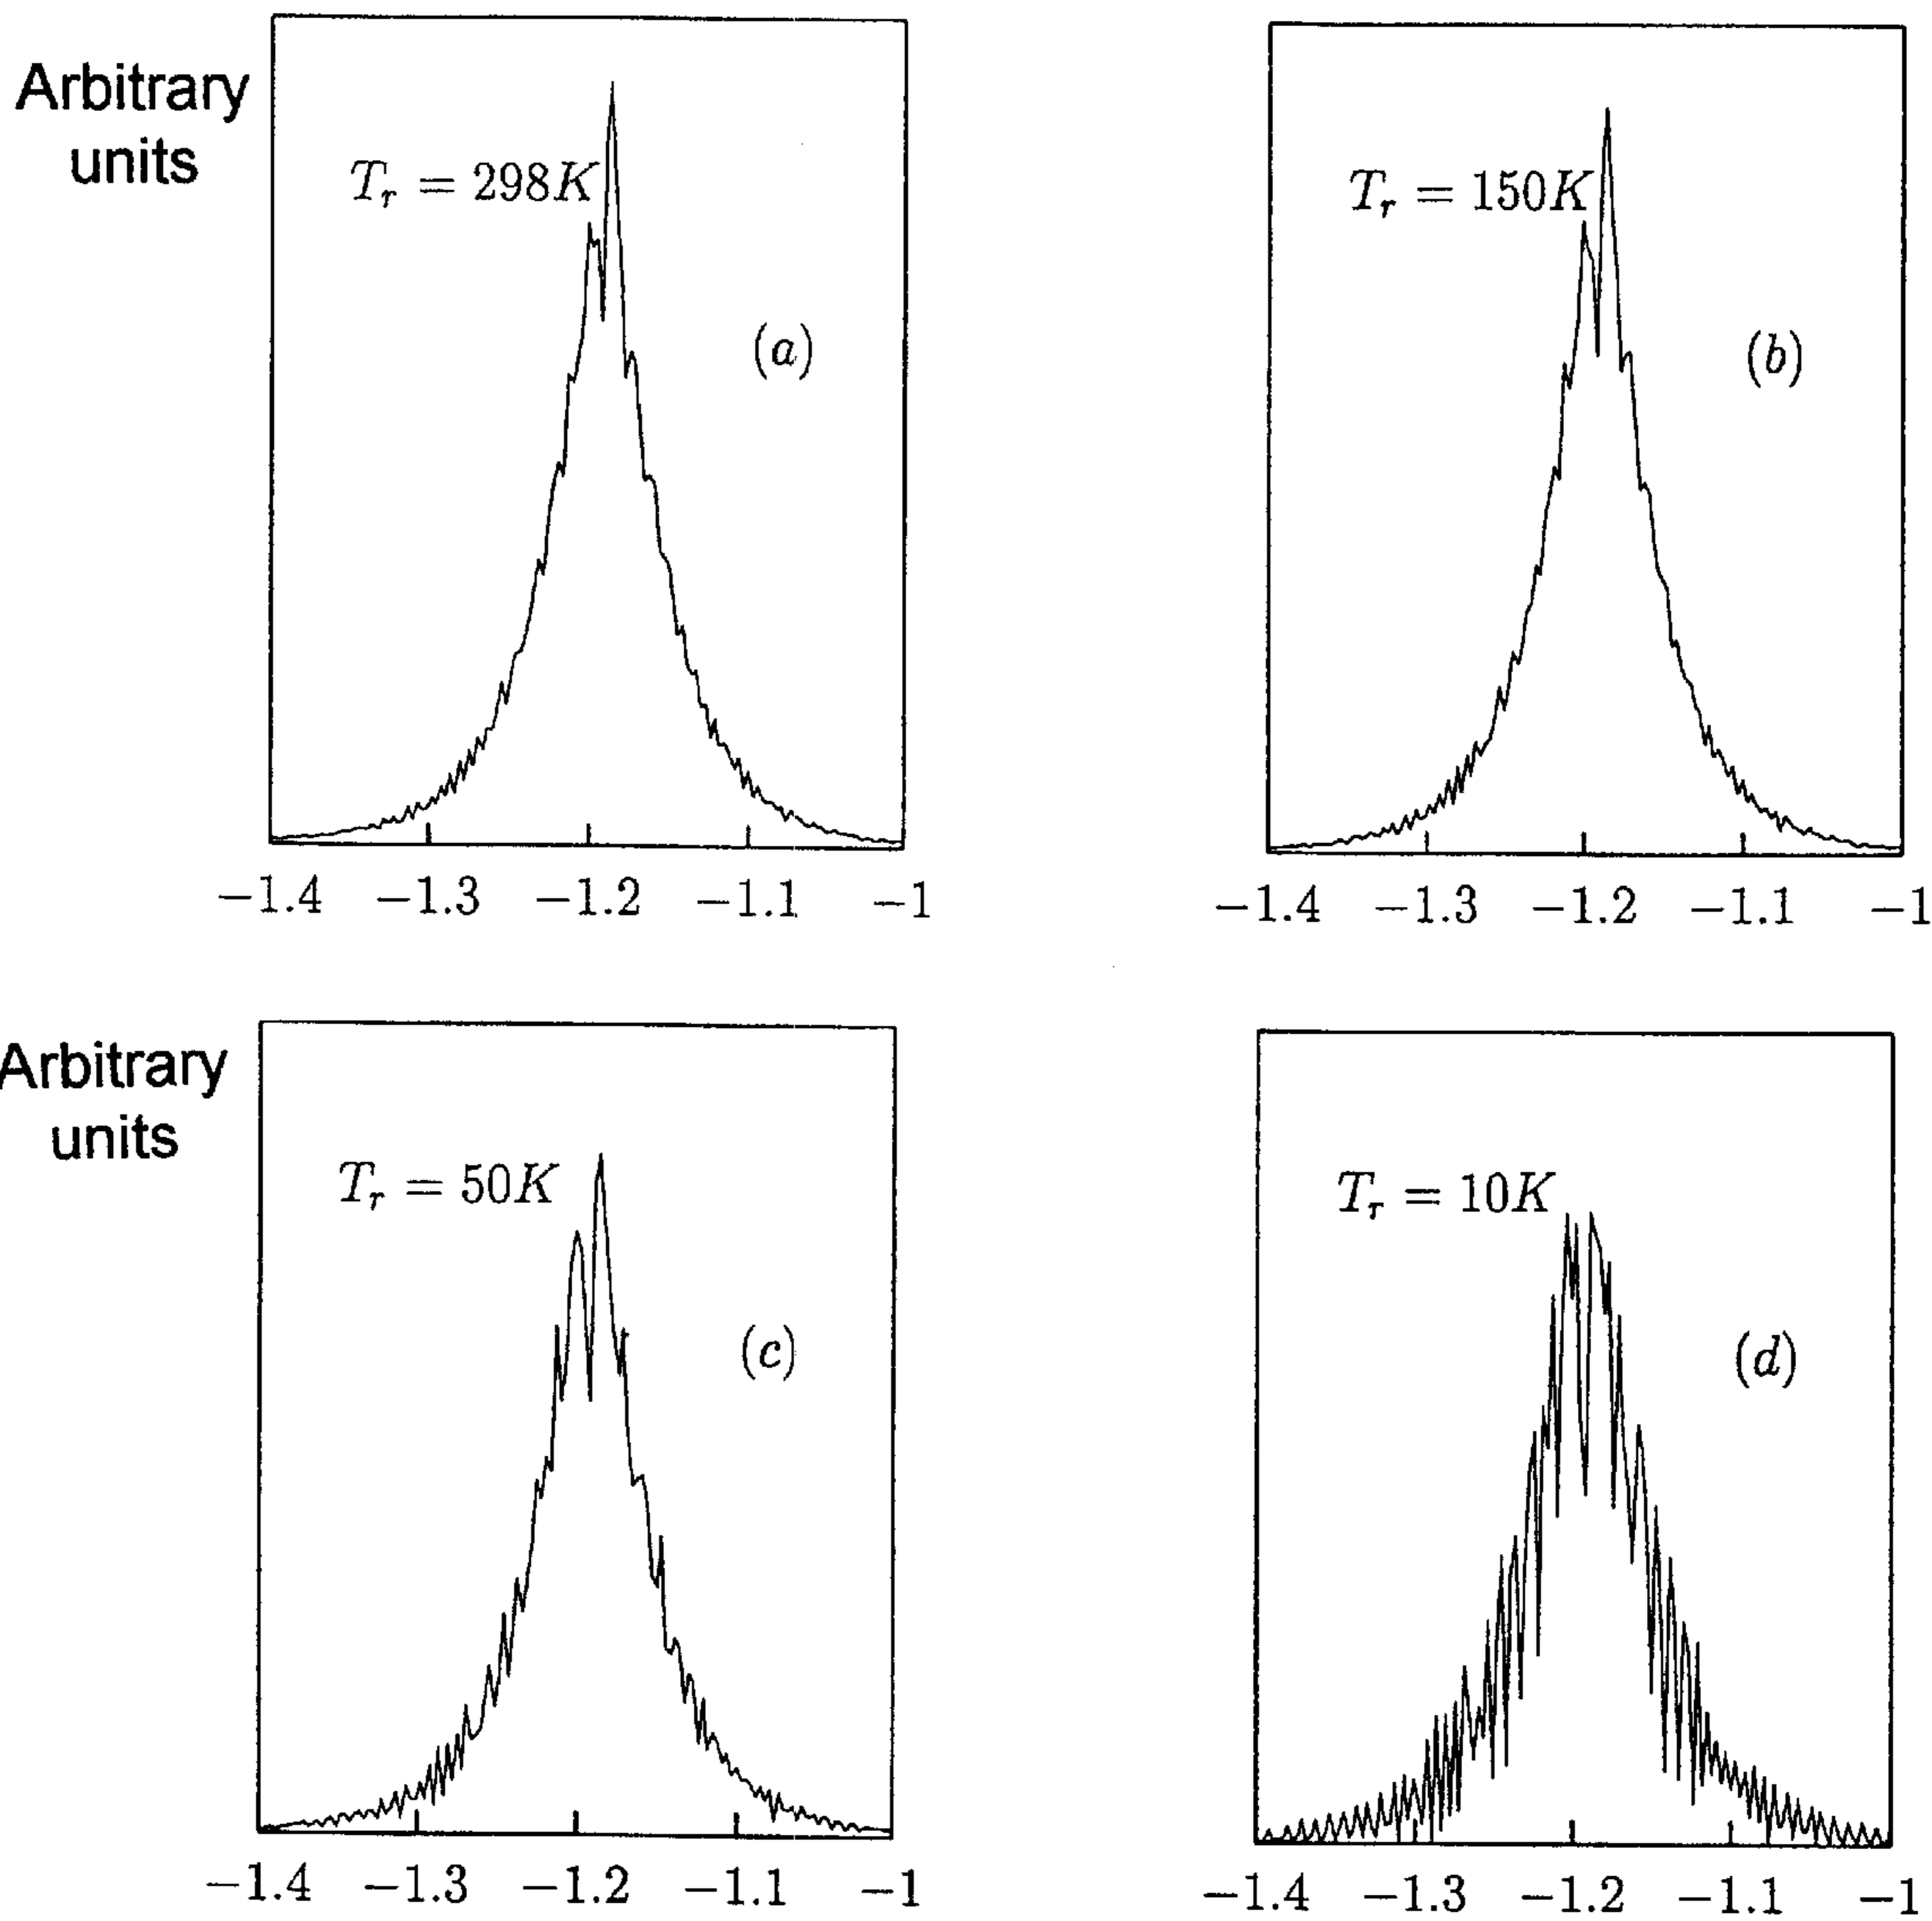 Arbitrary
units
T_r = 298K
(a)
−1.4 −1.3 −1.2 −1.1 −1
T_r = 150K
(b)
−1.4 −1.3 −1.2 −1.1 −1
Arbitrary
units
T_r = 50K
(c)
−1.4 −1.3 −1.2 −1.1 −1
T_r = 10K
(d)
−1.4 −1.3 −1.2 −1.1 −1